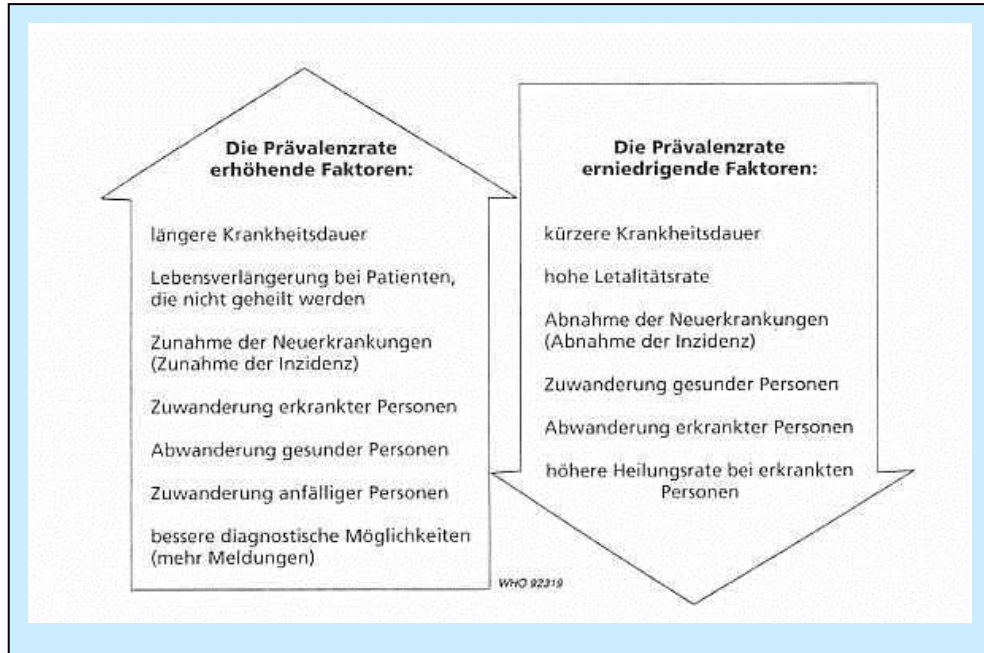 Die Prävalenzrate
erhöhende Faktoren:
längere Krankheitsdauer
Lebensverlängerung bei Patienten,
die nicht geheilt werden
Zunahme der Neuerkrankungen
(Zunahme der Inzidenz)
Zuwanderung erkrankter Personen
Abwanderung gesunder Personen
Zuwanderung anfälliger Personen
bessere diagnostische Möglichkeiten
(mehr Meldungen)
Die Prävalenzrate
erniedrigende Faktoren:
kürzere Krankheitsdauer
hohe Letalitätsrate
Abnahme der Neuerkrankungen
(Abnahme der Inzidenz)
Zuwanderung gesunder Personen
Abwanderung erkrankter Personen
höhere Heilungsrate bei erkrankten
Personen
WHO 92319